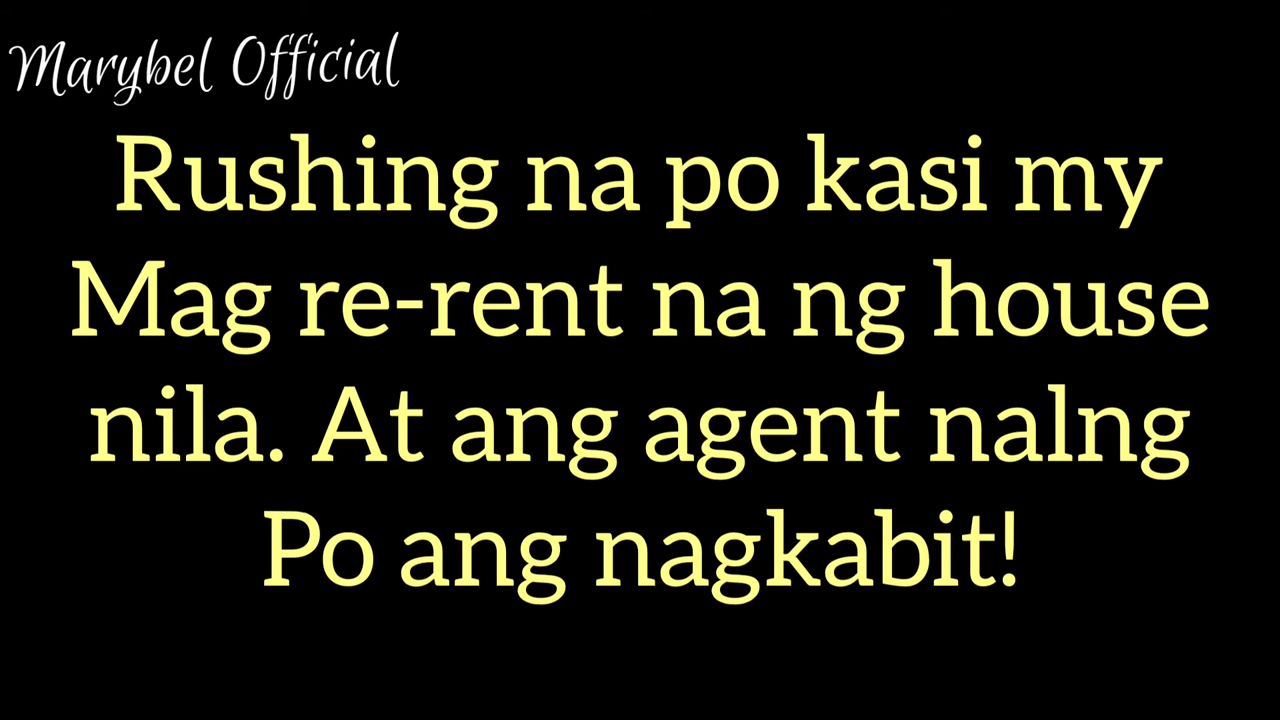 Marybel Official
Rushing na po kasi my
Mag re-rent na ng house
nila. At ang agent nalng
Po ang nagkabit!